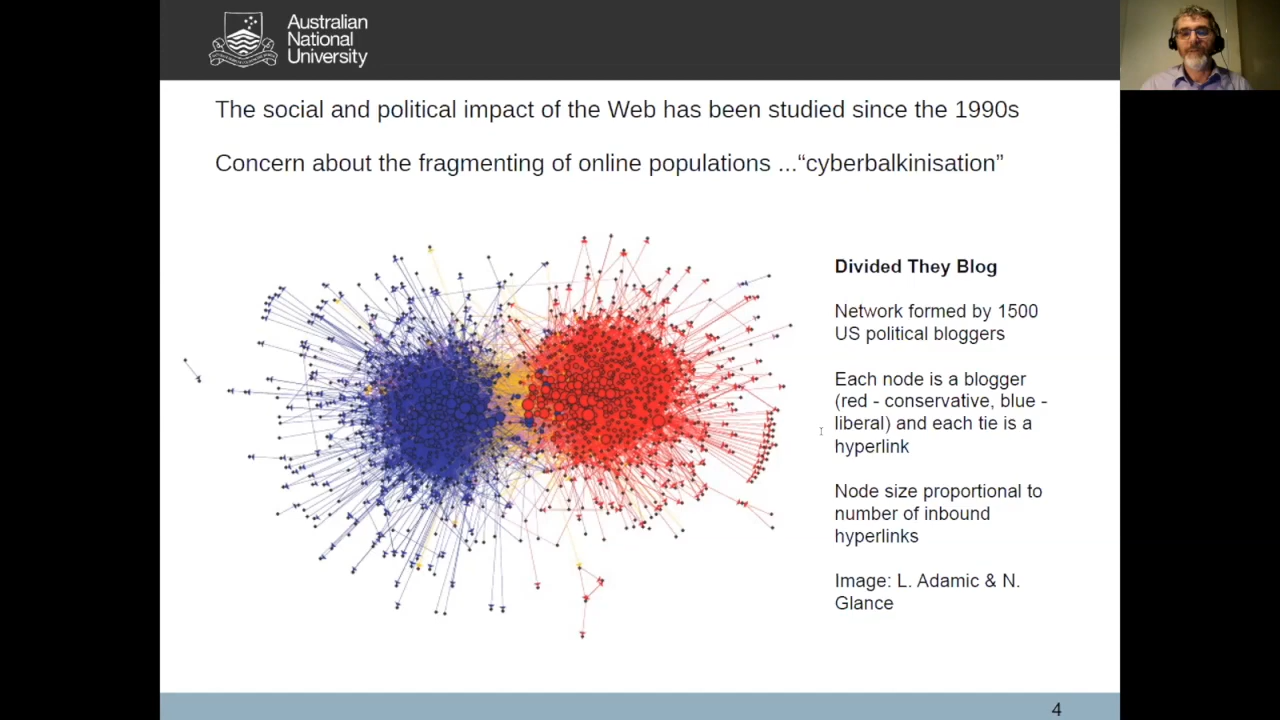 Australian
National
University
The social and political impact of the Web has been studied since the 1990s
Concern about the fragmenting of online populations ...“cyberbalkinisation”
Divided They Blog
Network formed by 1500
US political bloggers
Each node is a blogger
(red - conservative, blue -
liberal) and each tie is a
hyperlink
Node size proportional to
number of inbound
hyperlinks
Image: L. Adamic & N.
Glance
4